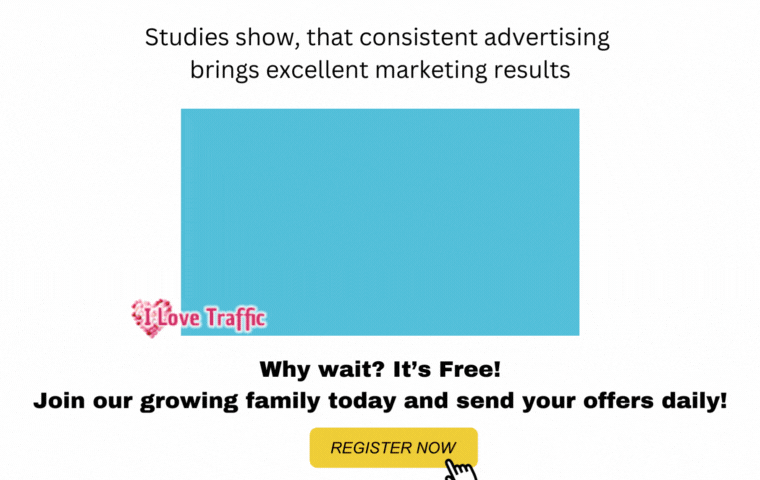 Studies show, that consistent advertising
brings excellent marketing results
I Love Traffic
Why wait? It's Free!
Join our growing family today and send your offers daily!
REGISTER NOW